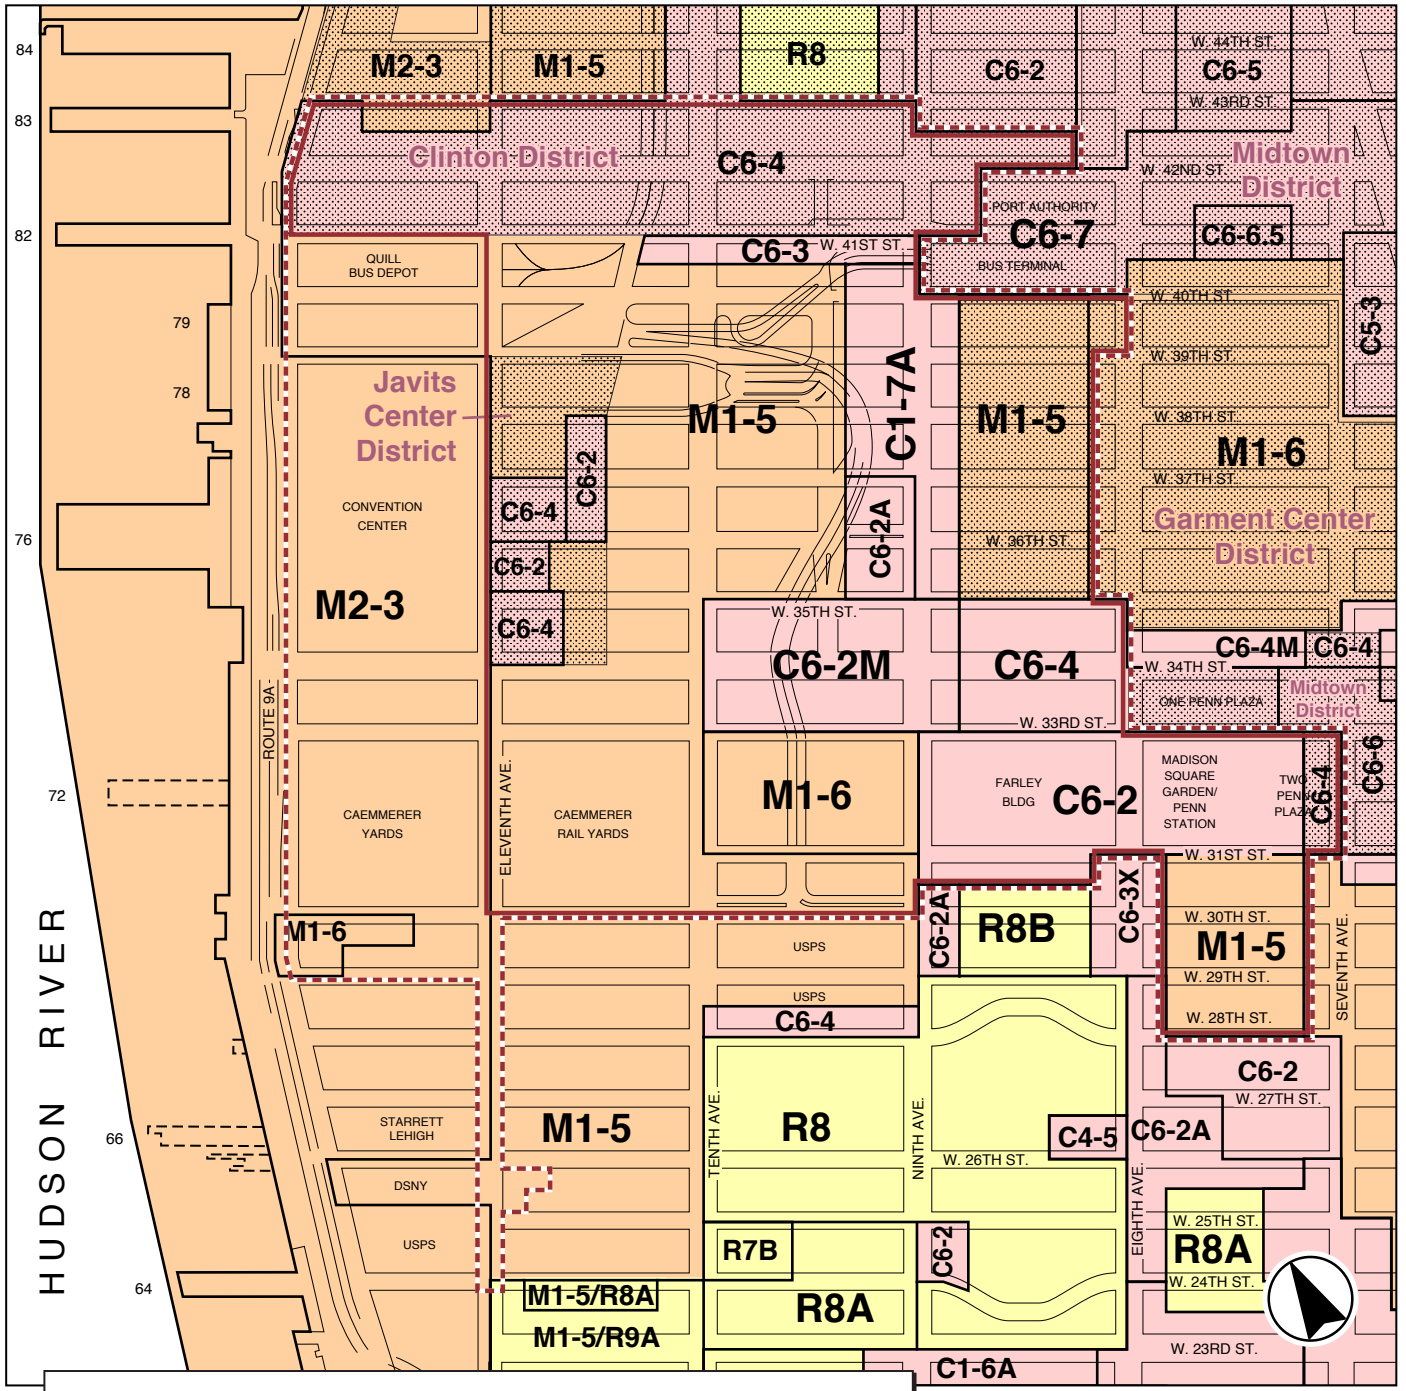 84
M2-3
M1-5
R8
C6-2
W. 44TH ST.
C6-5
W. 43RD ST.
83
Clinton District
C6-4
Midtown
District
W. 42ND ST.
PORT AUTHORITY
C6-7
BUS TERMINAL
C6-6.5
82
QUILL
BUS DEPOT
C6-3
W. 41ST ST.
W. 40TH ST.
79
C5-3
W. 39TH ST.
78
Javits
Center
District
M1-5
C1-7A
M1-5
W. 38TH ST.
M1-6
W. 37TH ST.
C6-2
CONVENTION
CENTER
C6-4
C6-2A
Garment Center
District
76
W. 36TH ST.
C6-2
M2-3
C6-4
W. 35TH ST.
C6-2M
C6-4
C6-4M
C6-4
W. 34TH ST.
ONE PENN PLAZA
Midtown
District
ROUTE 9A
W. 33RD ST.
C6-6
72
CAEMMERER
YARDS
ELEVENTH AVE.
CAEMMERER
RAIL YARDS
M1-6
FARLEY
BLDG
C6-2
MADISON
SQUARE
GARDEN/
PENN
STATION
TWO
PENN
PLAZA
C6-4
W. 31ST ST.
M1-6
USPS
C6-2A
R8B
C6-3X
W. 30TH ST.
M1-5
W. 29TH ST.
SEVENTH AVE.
USPS
C6-4
W. 28TH ST.
HUDSON RIVER
C6-2
W. 27TH ST.
66
STARRETT
LEHIGH
M1-5
TENTH AVE.
R8
NINTH AVE.
C4-5
C6-2A
W. 26TH ST.
DSNY
EIGHTH AVE.
W. 25TH ST.
USPS
R7B
C6-2
R8A
W. 24TH ST.
64
M1-5/R8A
R8A
M1-5/R9A
W. 23RD ST.
C1-6A